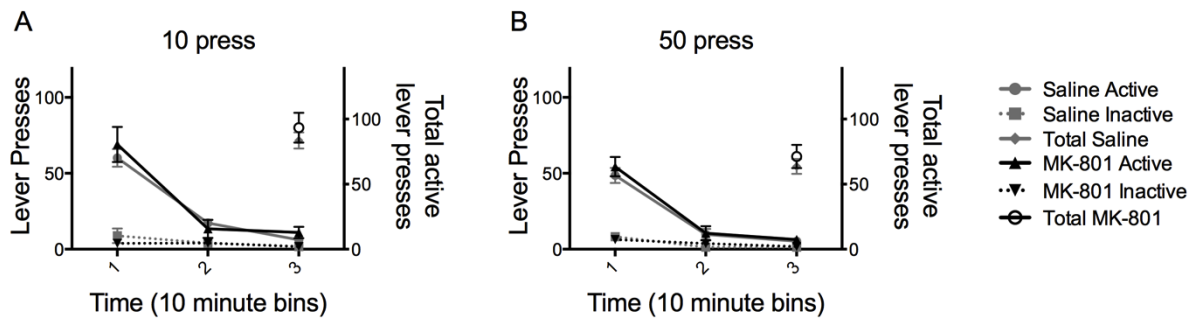 A
10 press
Lever Presses
100
50
0
100
50
0
Total active
lever presses
1
2
3
Time (10 minute bins)
B
50 press
Lever Presses
100
50
0
100
50
0
Total active
lever presses
1
2
3
Time (10 minute bins)
Saline Active
Saline Inactive
Total Saline
MK-801 Active
MK-801 Inactive
Total MK-801